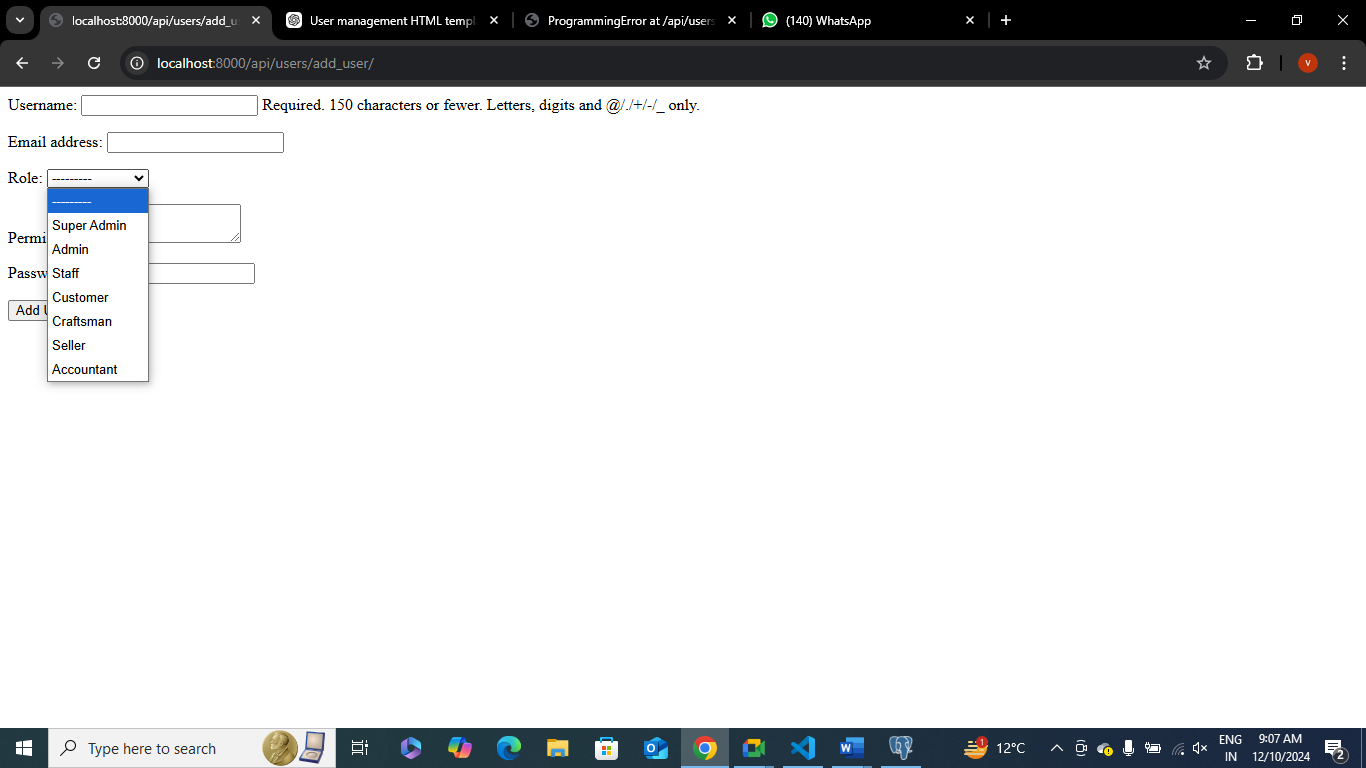 localhost:8000/api/users/add_u
User management HTML templ
ProgrammingError at /api/users
(140) WhatsApp
localhost:8000/api/users/add_user/
V
Username: Required. 150 characters or fewer. Letters, digits and @/./+/-/_ only.
Email address:
Role: ---------
---------
Super Admin
Permi
Admin
Passw
Staff
Customer
Add U
Craftsman
Seller
Accountant
Type here to search
1
12°C
ENG
IN
9:07 AM
12/10/2024
2